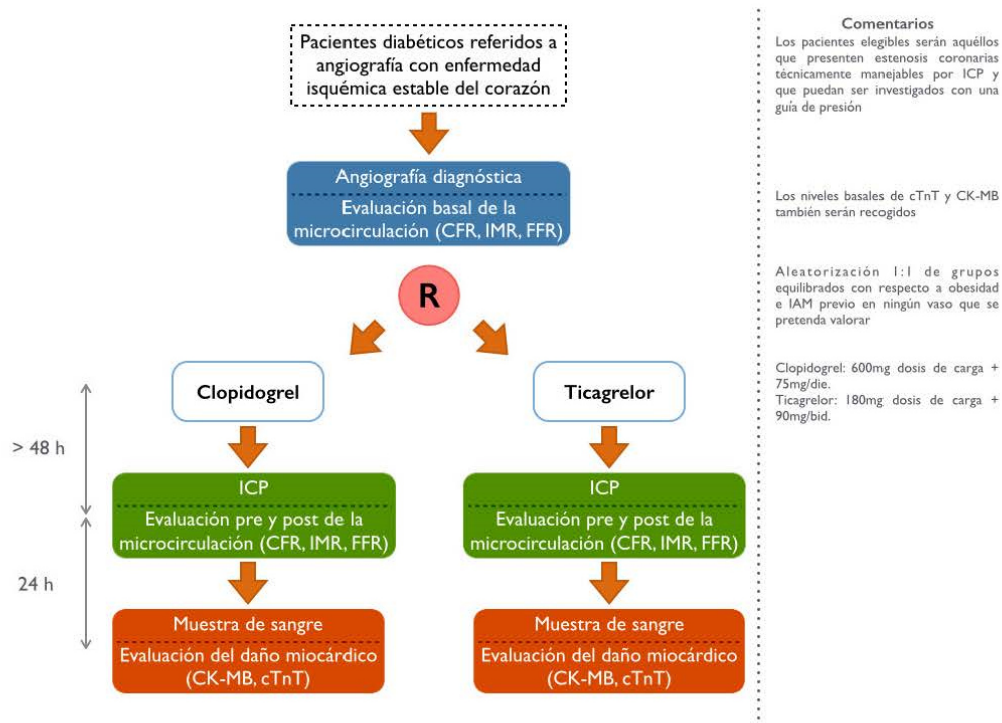 Pacientes diabéticos referidos a
angiografía con enfermedad
isquémica estable del corazón
Angiografía diagnóstica
Evaluación basal de la
microcirculación (CFR, IMR, FFR)
R
Clopidogrel
Ticagrelor
> 48 h
ICP
Evaluación pre y post de la
microcirculación (CFR, IMR, FFR)
ICP
Evaluación pre y post de la
microcirculación (CFR, IMR, FFR)
24 h
Muestra de sangre
Evaluación del daño miocárdico
(CK-MB, cTnT)
Muestra de sangre
Evaluación del daño miocárdico
(CK-MB, cTnT)
Comentarios
Los pacientes elegibles serán aquéllos
que presenten estenosis coronarias
técnicamente manejables por ICP y
que puedan ser investigados con una
guía de presión
Los niveles basales de cTnT y CK-MB
también serán recogidos
Aleatorización 1:1 de grupos
equilibrados con respecto a obesidad
e IAM previo en ningún vaso que se
pretenda valorar
Clopidogrel: 600mg dosis de carga +
75mg/die.
Ticagrelor: 180mg dosis de carga +
90mg/bid.